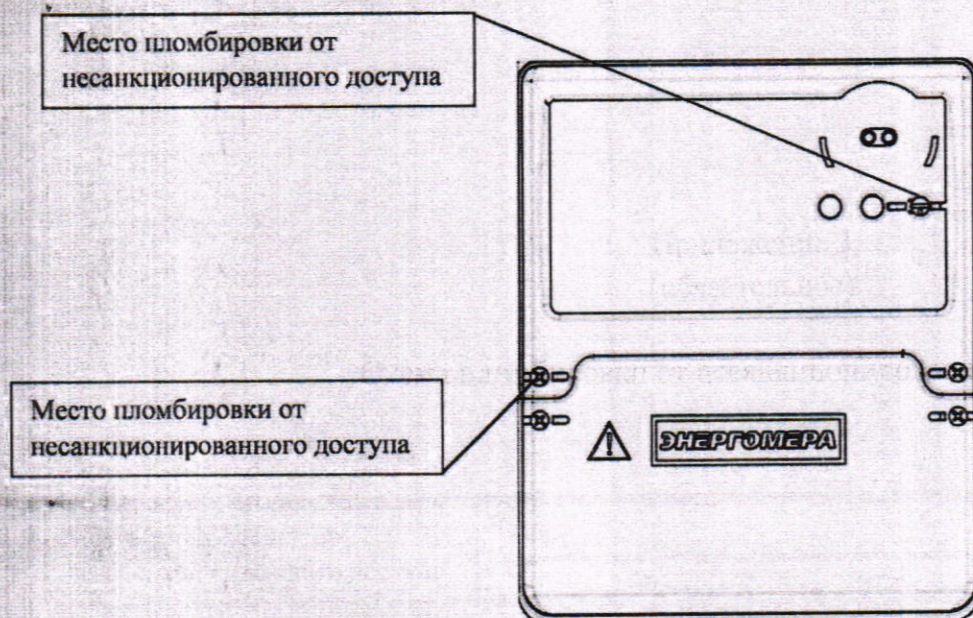 Место пломбировки от
несанкционированного доступа
Место пломбировки от
несанкционированного доступа
ЭНЕРГОМЕРА